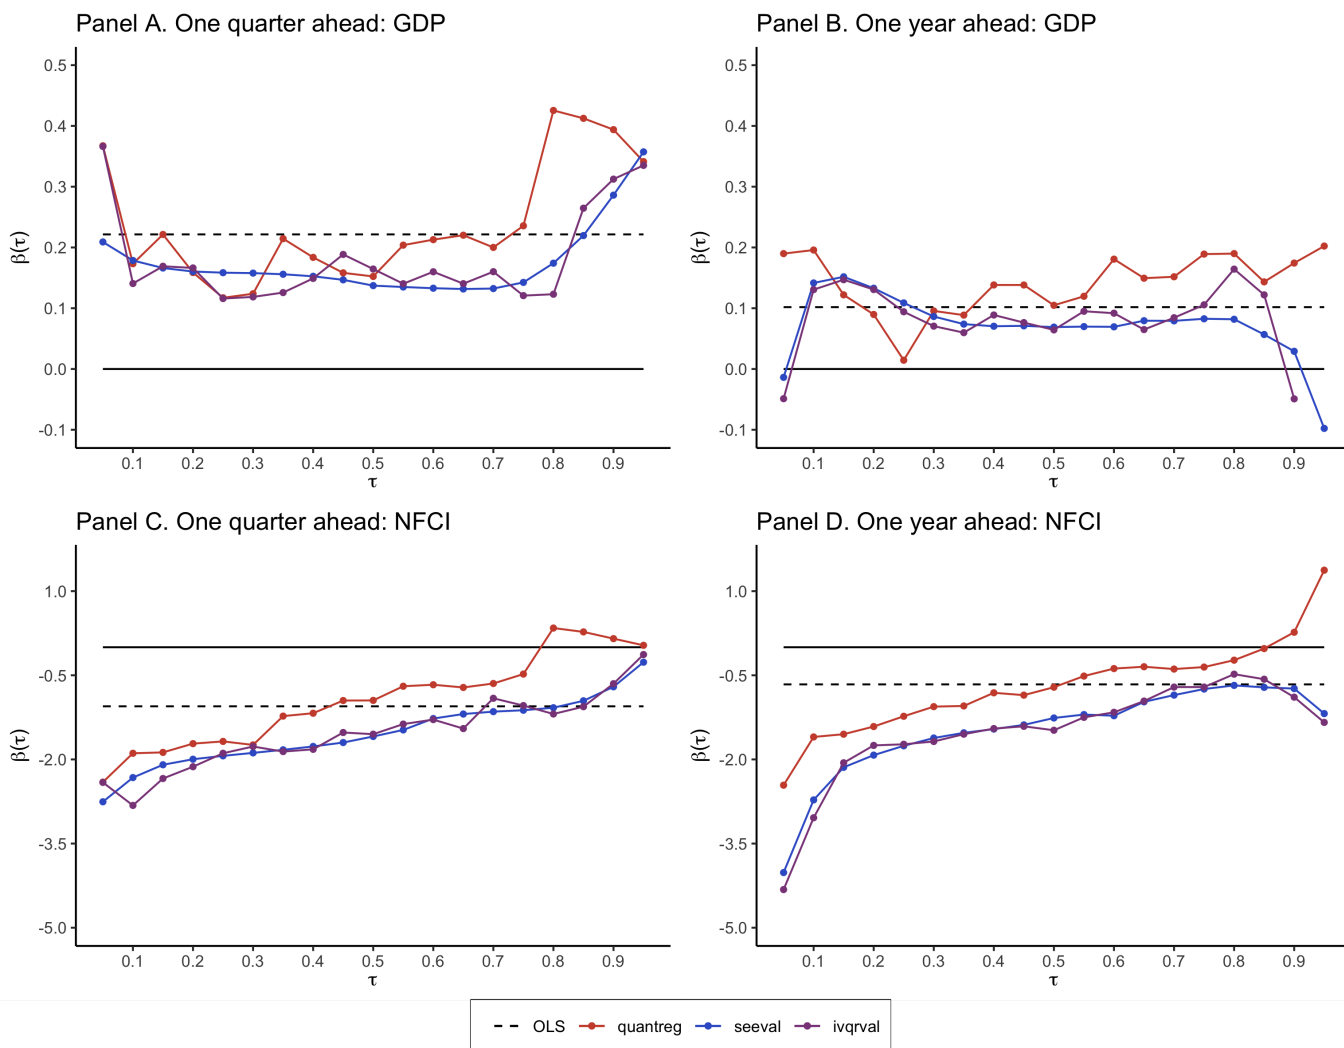 Panel A. One quarter ahead: GDP
0.5
0.4
0.3
0.2
0.1
0.0
-0.1
β(τ)
0.1 0.2 0.3 0.4 0.5 0.6 0.7 0.8 0.9
τ
Panel B. One year ahead: GDP
0.5
0.4
0.3
0.2
0.1
0.0
-0.1
β(τ)
0.1 0.2 0.3 0.4 0.5 0.6 0.7 0.8 0.9
τ
Panel C. One quarter ahead: NFCI
1.0
-0.5
-2.0
-3.5
-5.0
β(τ)
0.1 0.2 0.3 0.4 0.5 0.6 0.7 0.8 0.9
τ
Panel D. One year ahead: NFCI
1.0
-0.5
-2.0
-3.5
-5.0
β(τ)
0.1 0.2 0.3 0.4 0.5 0.6 0.7 0.8 0.9
τ
OLS quantreg seeval ivqrval